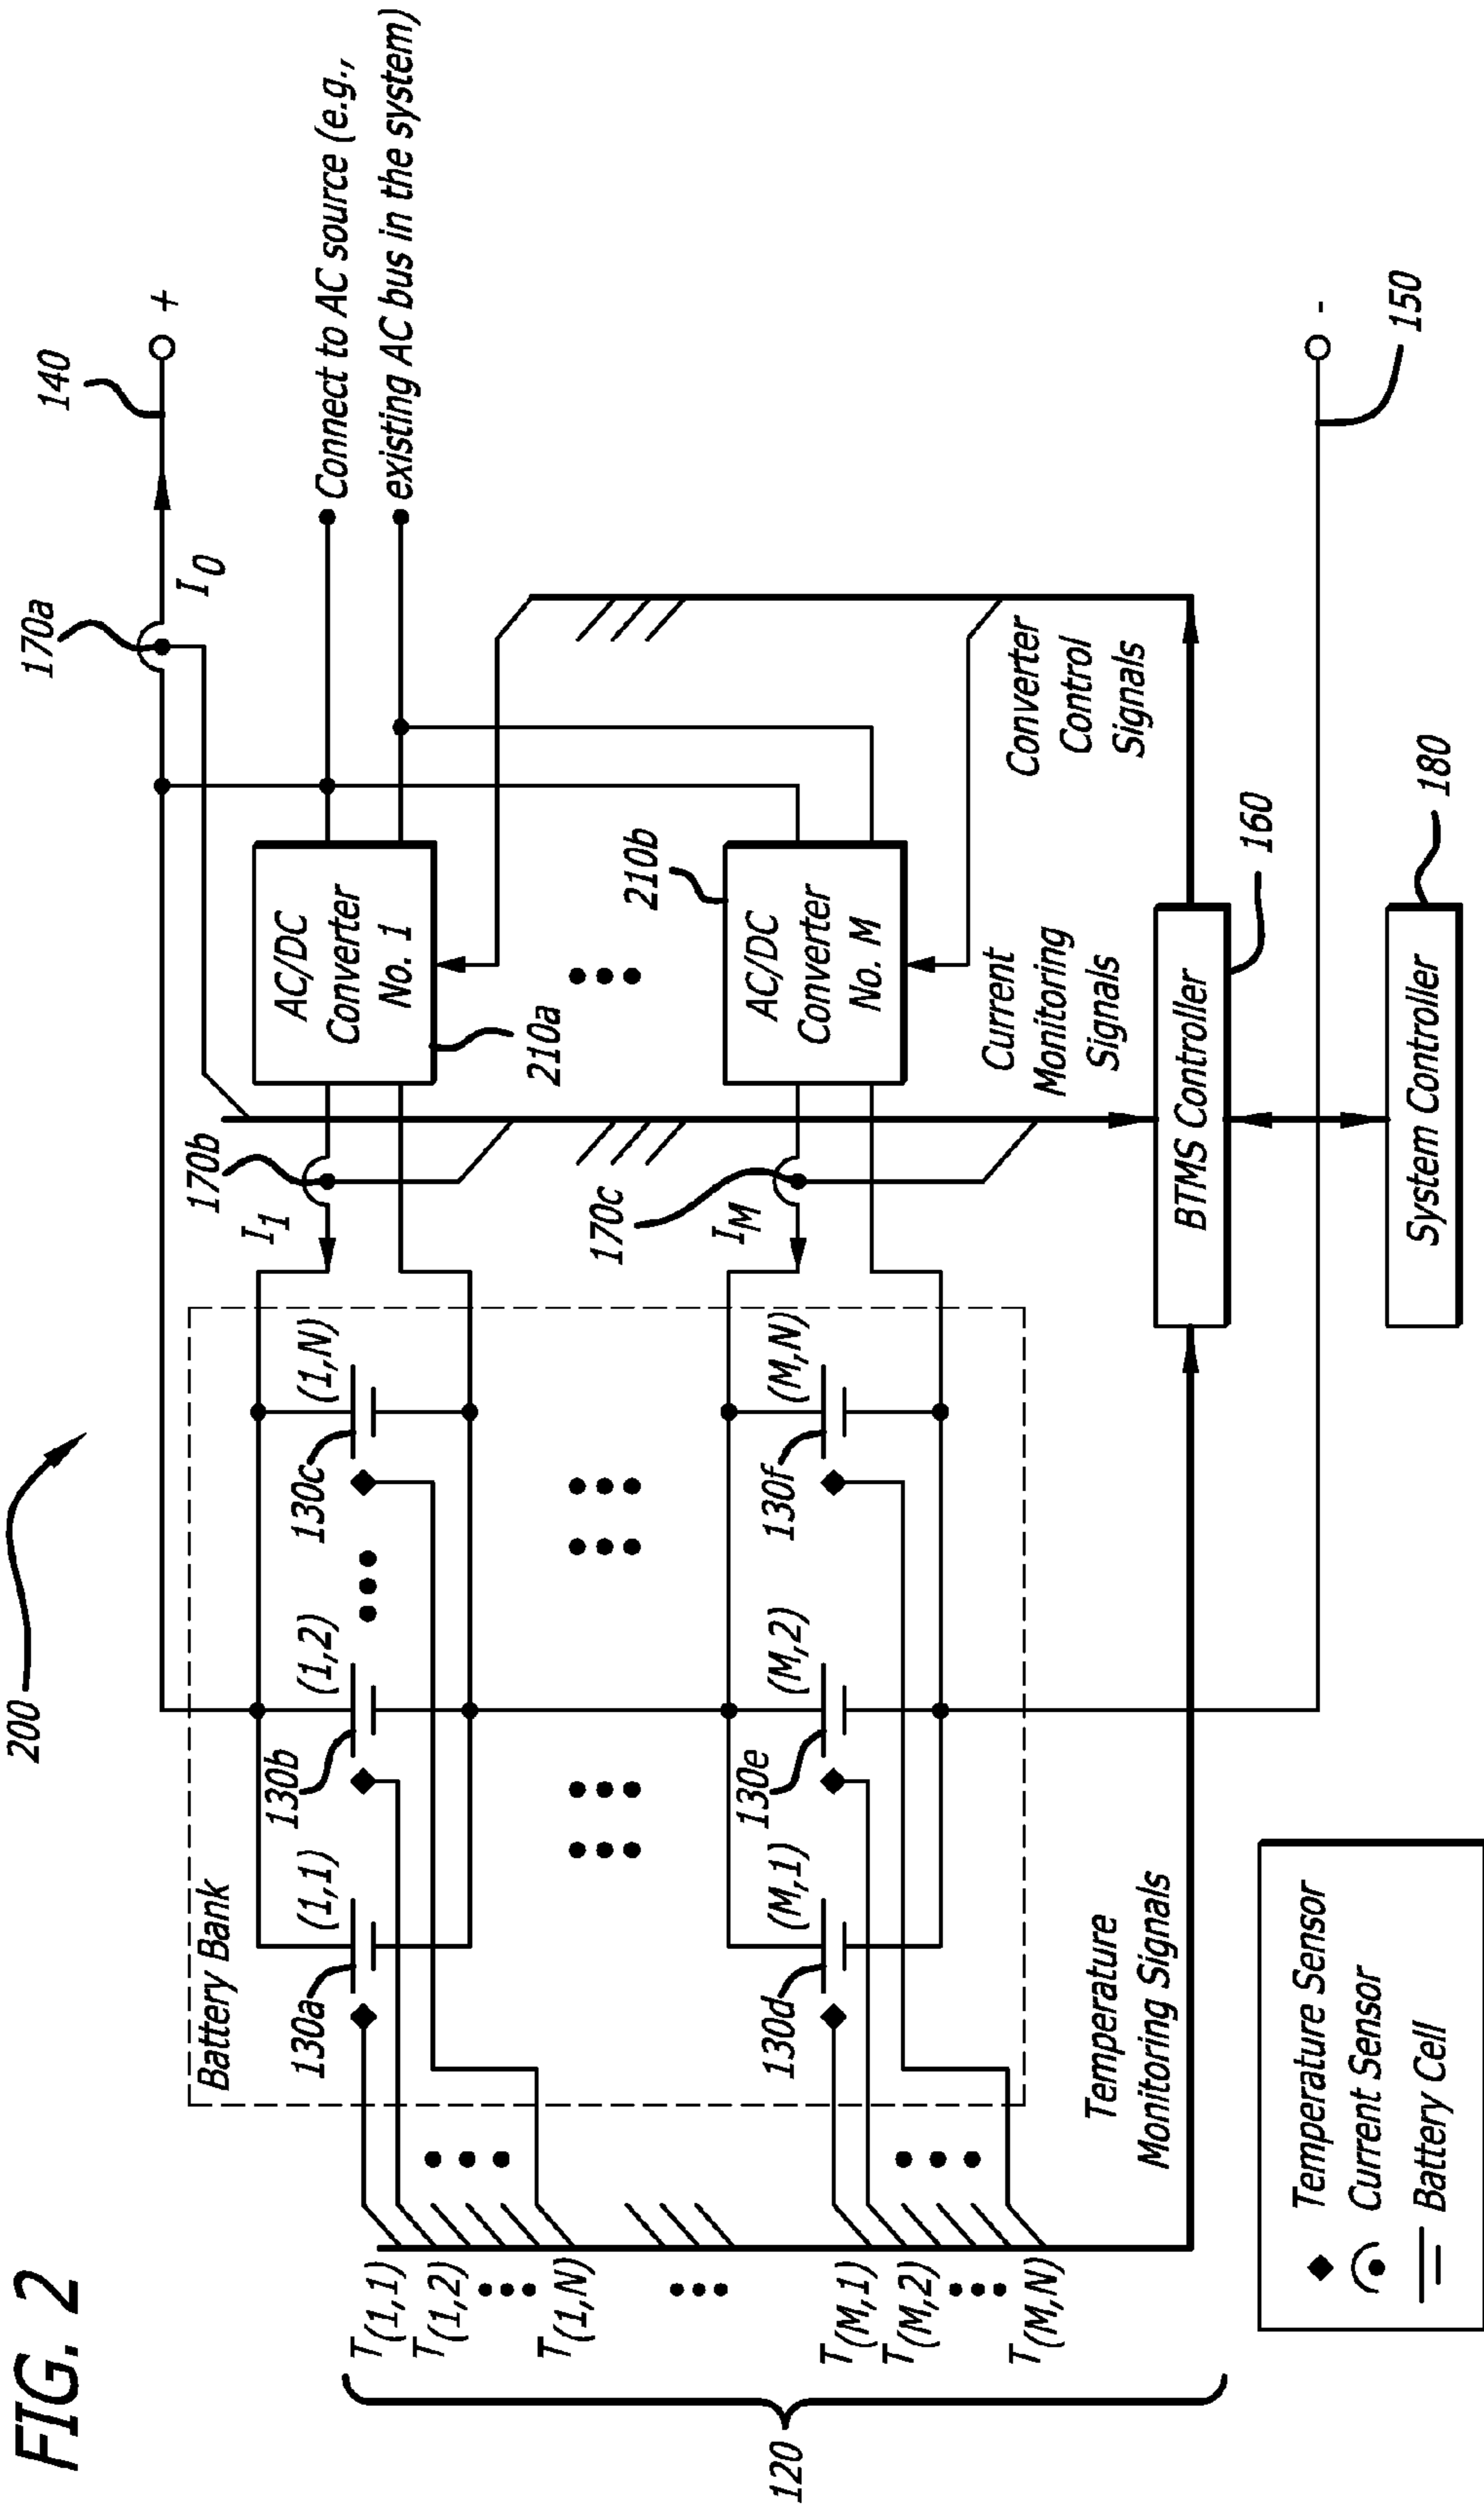 FIG. 2
200
140
+
170a
I0
Connect to AC source (e.g.,
existing AC bus in the system)
Battery Bank
170b
I1
AC/DC
Converter
No. 1
210a
130a
(1,1)
130b
(1,2)
130c
(1,N)
T(1,1)
T(1,2)
T(1,N)
170c
IM
210b
AC/DC
Converter
No. M
130d
(M,1)
130e
(M,2)
130f
(M,N)
T(M,1)
T(M,2)
T(M,N)
120
Current
Monitoring
Signals
Converter
Control
Signals
Temperature
Monitoring Signals
BTMS Controller
160
-
150
System Controller
180
Temperature Sensor
Current Sensor
Battery Cell